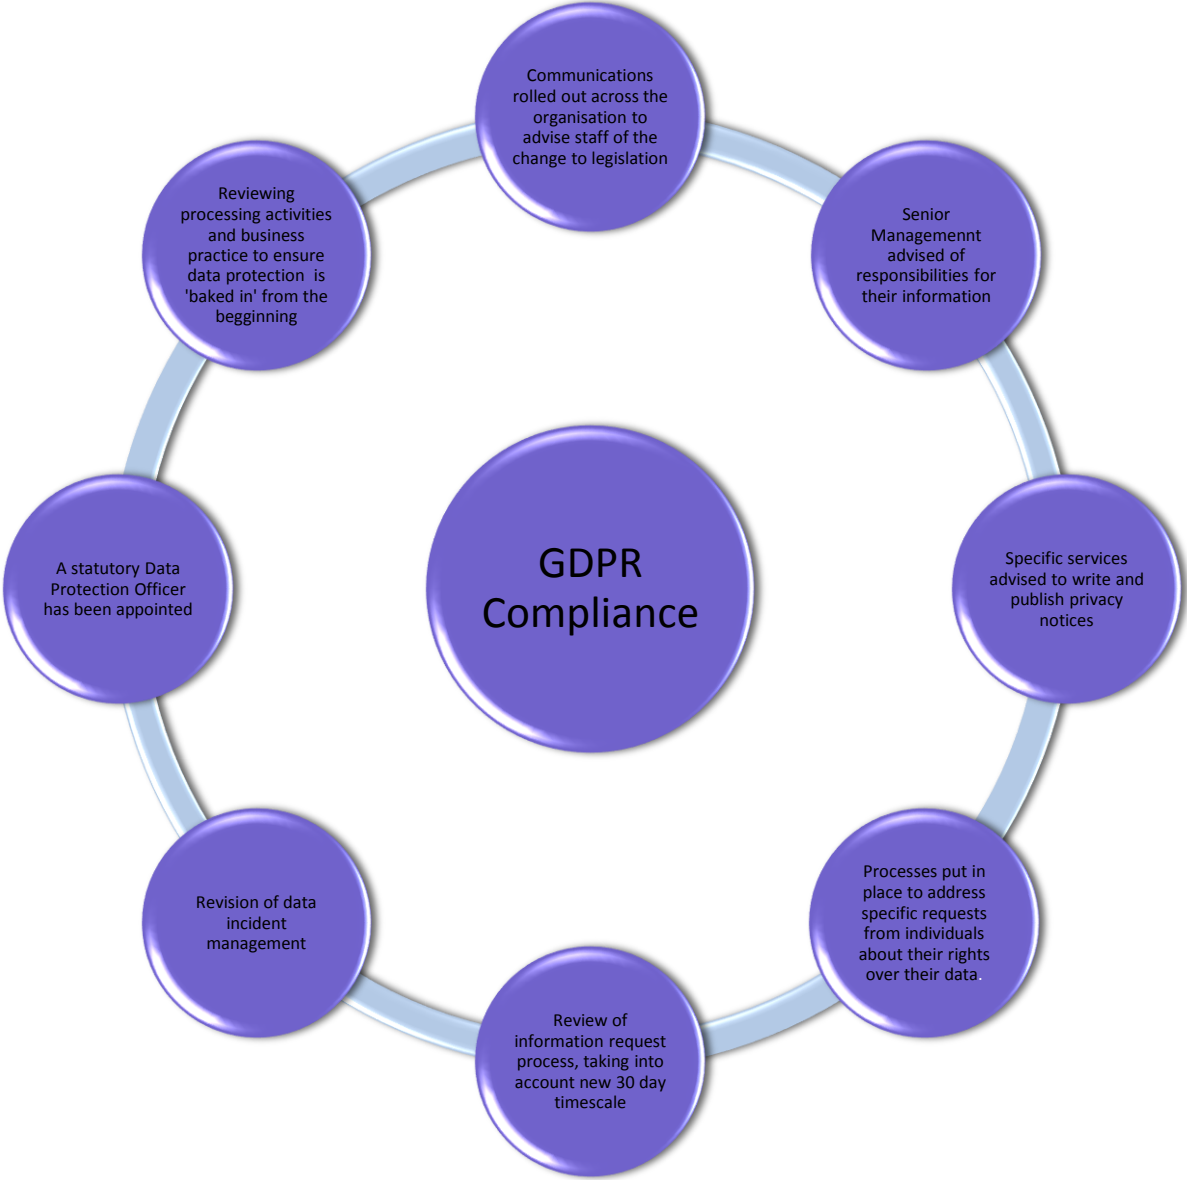 Communications
rolled out across the
organisation to
advise staff of the
change to legislation
Senior
Managemennt
advised of
responsibilities for
their information
Specific services
advised to write and
publish privacy
notices
Processes put in
place to address
specific requests
from individuals
about their rights
over their data.
Review of
information request
process, taking into
account new 30 day
timescale
Revision of data
incident
management
A statutory Data
Protection Officer
has been appointed
Reviewing
processing activities
and business
practice to ensure
data protection  is
'baked in' from the
begginning
GDPR
Compliance